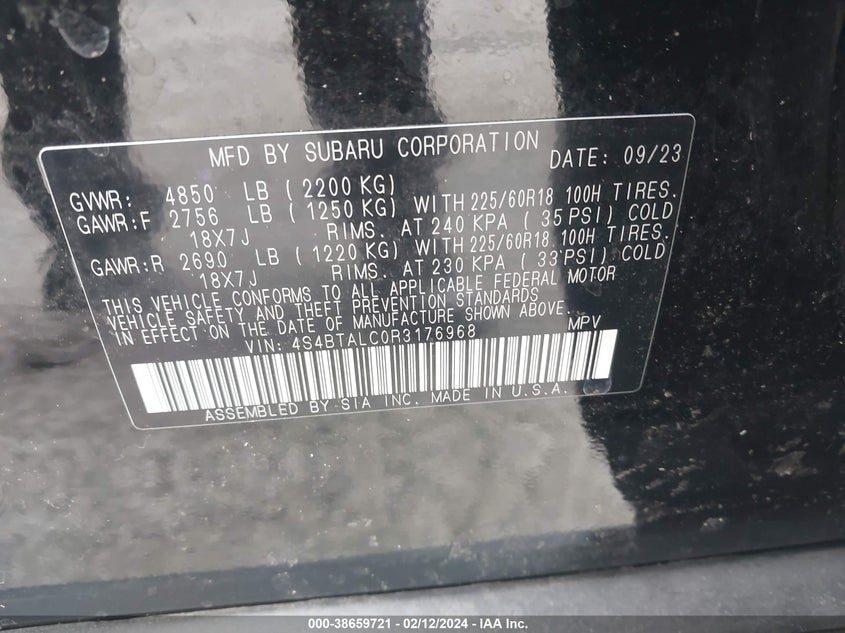 MFD BY SUBARU CORPORATION DATE: 09/23
GVWR: 4850 LB ( 2200 KG)
GAWR:F 2756 LB ( 1250 KG) WITH 225/60R18 100H TIRES.
18X7J RIMS. AT 240 KPA ( 35 PSI) COLD
GAWR:R 2690 LB ( 1220 KG) WITH 225/60R18 100H TIRES.
18X7J RIMS. AT 230 KPA ( 33 PSI) COLD
THIS VEHICLE CONFORMS TO ALL APPLICABLE FEDERAL MOTOR
VEHICLE SAFETY AND THEFT PREVENTION STANDARDS
IN EFFECT ON THE DATE OF MANUFACTURE SHOWN ABOVE.
VIN: 4S4BTALC0R3176968 MPV
ASSEMBLED BY SIA INC. MADE IN U.S.A.
000-38659721 - 02/12/2024 - IAA Inc.